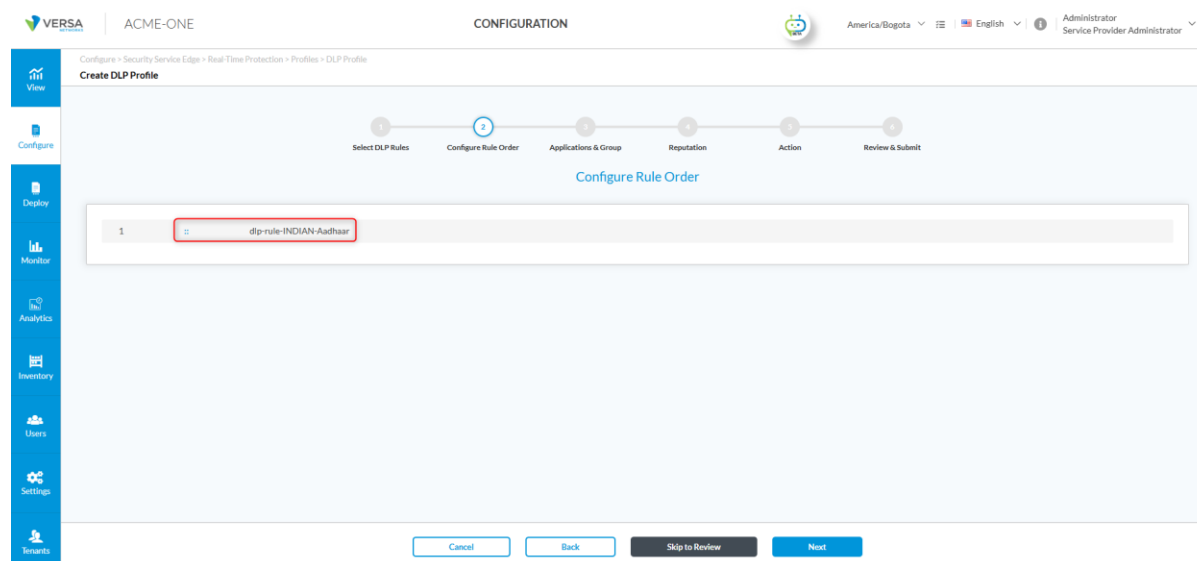 VERSA
NETWORKS
ACME-ONE
CONFIGURATION
America/Bogota
English
Administrator
Service Provider Administrator
Configure > Security Service Edge > Real-Time Protection > Profiles > DLP Profile
Create DLP Profile
View
Configure
Deploy
Monitor
Analytics
Inventory
Users
Settings
Tenants
1
2
3
4
5
6
Select DLP Rules
Configure Rule Order
Applications & Group
Reputation
Action
Review & Submit
Configure Rule Order
1 :: dlp-rule-INDIAN-Aadhaar
Cancel
Back
Skip to Review
Next